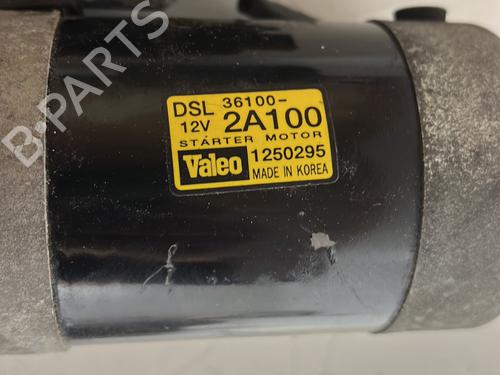 B-PARTS
DSL 36100-
12V 2A100
STARTER MOTOR
Valeo 1250295
MADE IN KOREA